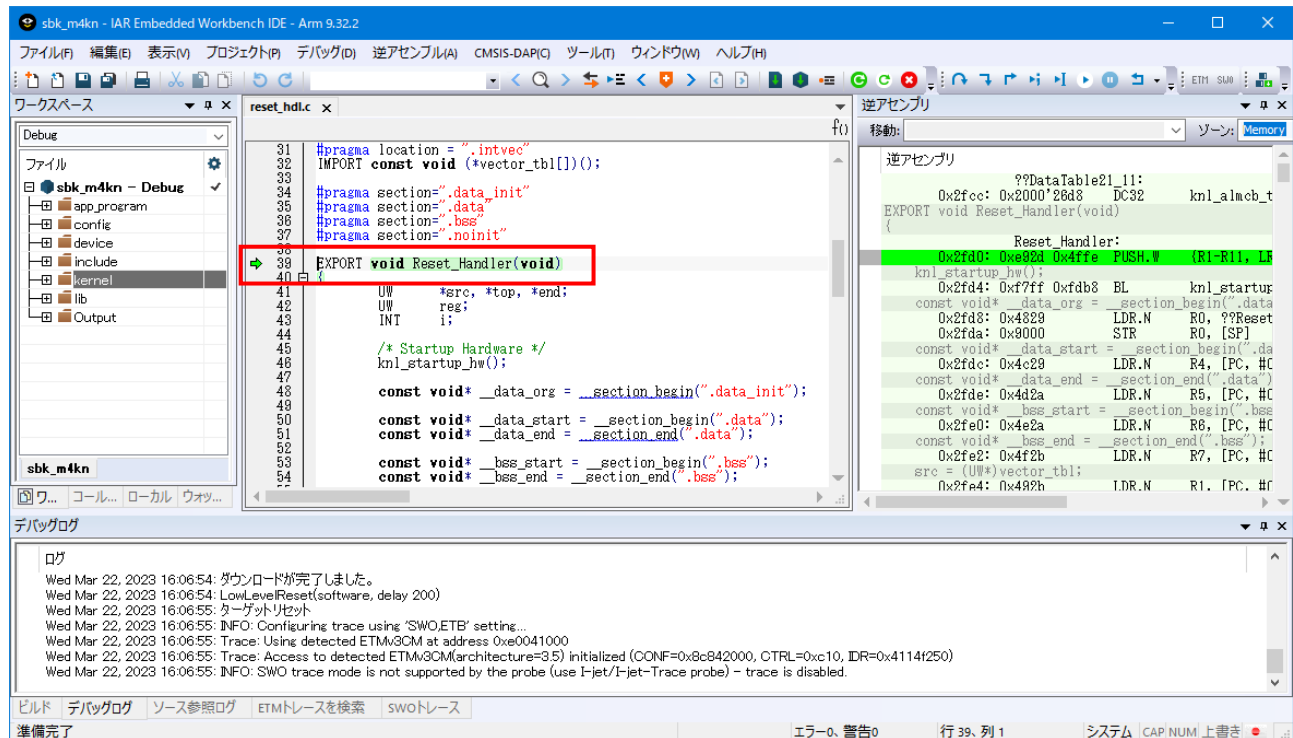 sbk_m4kn - IAR Embedded Workbench IDE - Arm 9.32.2
ファイル(F) 編集(E) 表示(V) プロジェクト(P) デバッグ(D) 逆アセンブル(A) CMSIS-DAP(C) ツール(T) ウィンドウ(W) ヘルプ(H)
ETM SWO
ワークスペース
Debug
ファイル
sbk_m4kn - Debug
app_program
config
device
include
kernel
lib
Output
sbk_m4kn
ワ... コール... ローカル ウォッ...
reset_hdl.c
f()
31 #pragma location = ".intvec"
32 IMPORT const void (*vector_tbl[])();
33
34 #pragma section=".data_init"
35 #pragma section=".data"
36 #pragma section=".bss"
37 #pragma section=".noinit"
38
39 EXPORT void Reset_Handler(void)
40 {
41 UW *src, *top, *end;
42 UW reg;
43 INT i;
44
45 /* Startup Hardware */
46 knl_startup_hw();
47
48 const void* __data_org = __section_begin(".data_init");
49
50 const void* __data_start = __section_begin(".data");
51 const void* __data_end = __section_end(".data");
52
53 const void* __bss_start = __section_begin(".bss");
54 const void* __bss_end = __section_end(".bss");
逆アセンブリ
移動: ゾーン: Memory
逆アセンブリ
??DataTable21_11:
0x2fcc: 0x2000'26d8 DC32 knl_almcb_t
EXPORT void Reset_Handler(void)
{
Reset_Handler:
0x2fd0: 0xe92d 0x4ffe PUSH.W {R1-R11, LR
knl_startup_hw();
0x2fd4: 0xf7ff 0xfdb8 BL knl_startup
const void* __data_org = __section_begin(".data
0x2fd8: 0x4829 LDR.N R0, ??Reset
0x2fda: 0x9000 STR R0, [SP]
const void* __data_start = __section_begin(".da
0x2fdc: 0x4c29 LDR.N R4, [PC, #0
const void* __data_end = __section_end(".data")
0x2fde: 0x4d2a LDR.N R5, [PC, #0
const void* __bss_start = __section_begin(".bss
0x2fe0: 0x4e2a LDR.N R6, [PC, #0
const void* __bss_end = __section_end(".bss");
0x2fe2: 0x4f2b LDR.N R7, [PC, #0
src = (UW*)vector_tbl;
0x2fe4: 0x492b LDR.N R1, [PC, #0
デバッグログ
ログ
Wed Mar 22, 2023 16:06:54: ダウンロードが完了しました。
Wed Mar 22, 2023 16:06:54: LowLevelReset(software, delay 200)
Wed Mar 22, 2023 16:06:55: ターゲットリセット
Wed Mar 22, 2023 16:06:55: INFO: Configuring trace using 'SWO,ETB' setting...
Wed Mar 22, 2023 16:06:55: Trace: Using detected ETMv3CM at address 0xe0041000
Wed Mar 22, 2023 16:06:55: Trace: Access to detected ETMv3CM(architecture=3.5) initialized (CONF=0x8c842000, CTRL=0xc10, IDR=0x4114f250)
Wed Mar 22, 2023 16:06:55: INFO: SWO trace mode is not supported by the probe (use I-jet/I-jet-Trace probe) - trace is disabled.
ビルド デバッグログ ソース参照ログ ETMトレースを検索 SWOトレース
準備完了 エラー0、警告0 行 39、列 1 システム CAP NUM 上書き